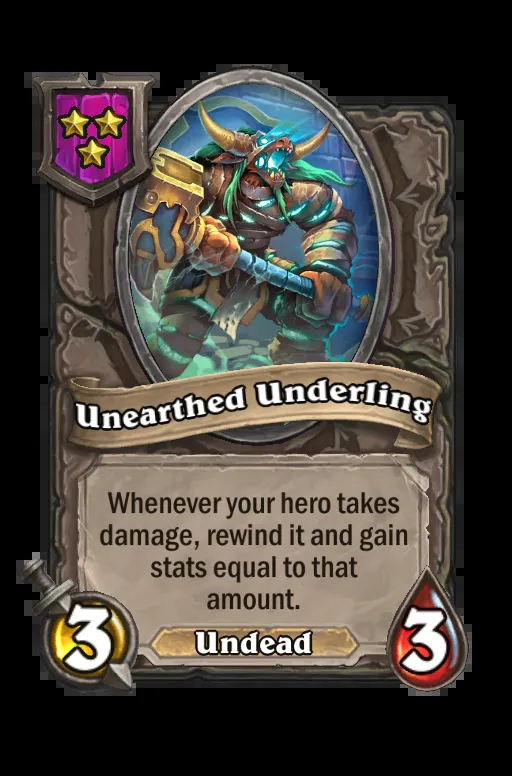 Unearthed Underling
Whenever your hero takes
damage, rewind it and gain
stats equal to that
amount.
3
Undead
3